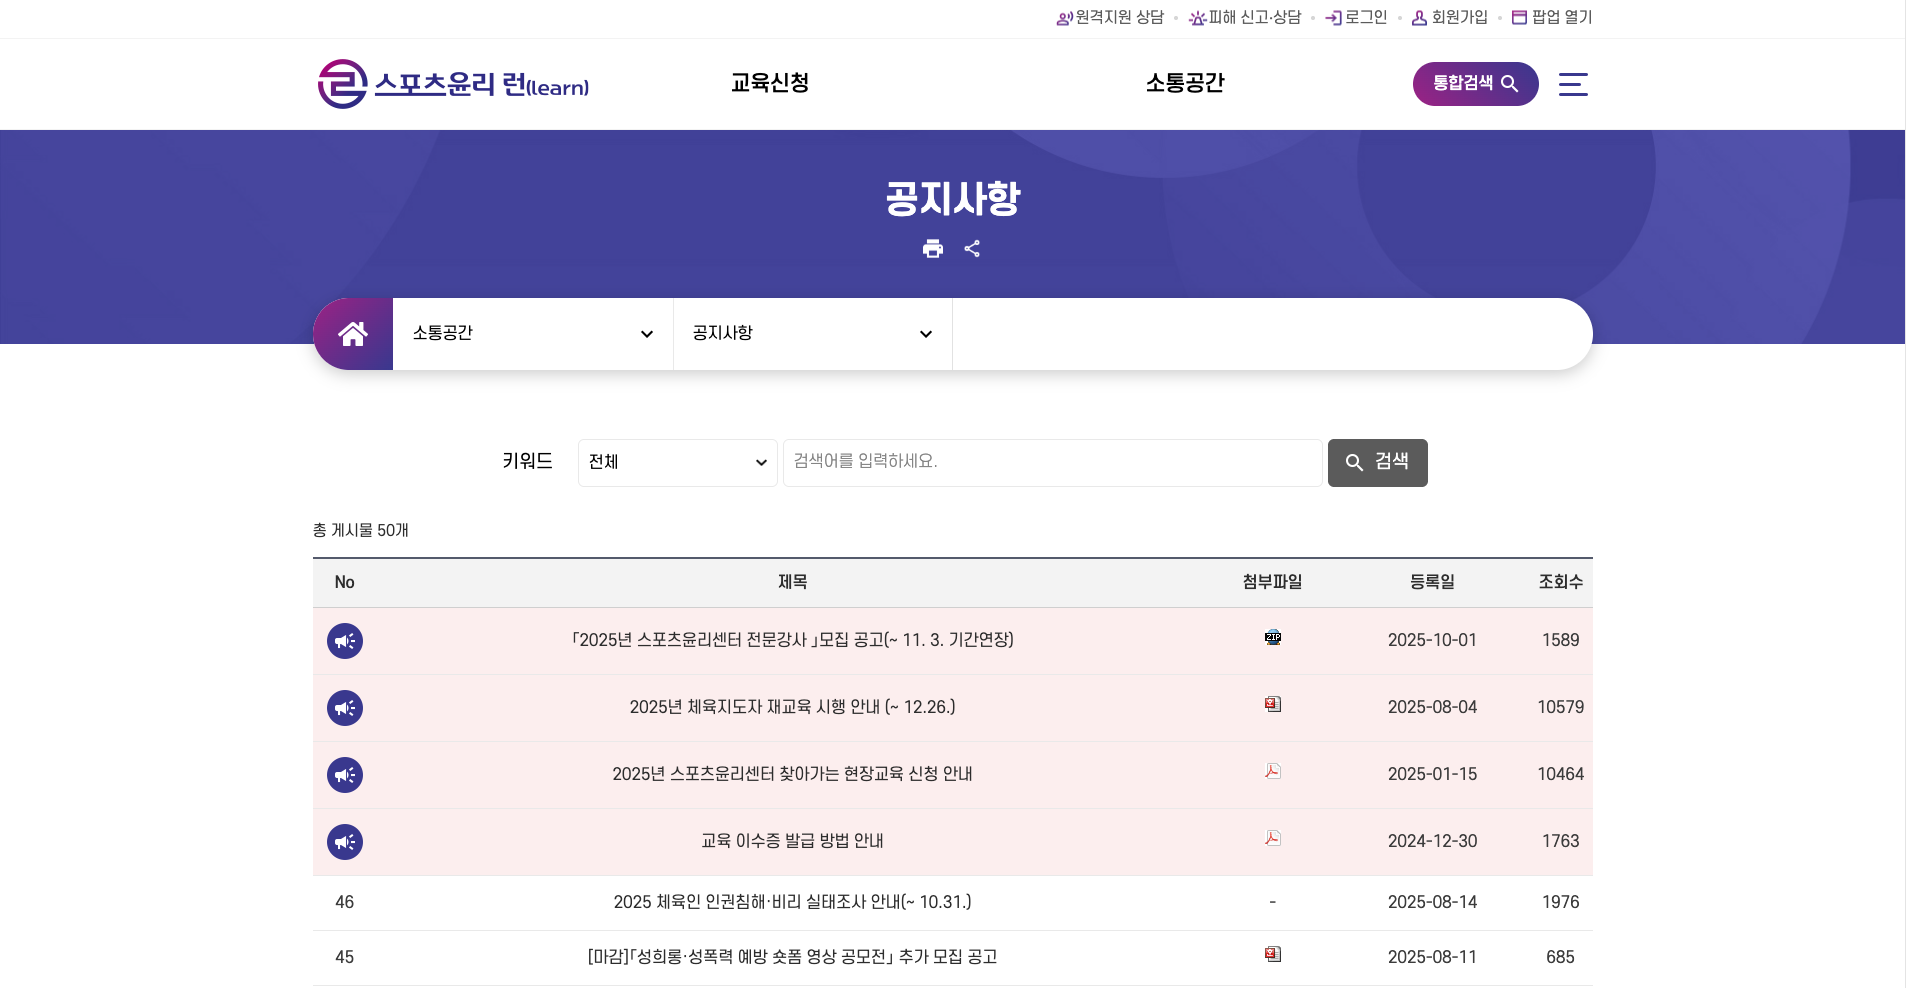 원격지원 상담 피해 신고·상담 로그인 회원가입 팝업 열기
스포츠윤리 런(learn) 교육신청 소통공간 통합검색
공지사항
소통공간 공지사항
키워드 전체 검색어를 입력하세요. 검색
총 게시물 50개
No 제목 첨부파일 등록일 조회수
「2025년 스포츠윤리센터 전문강사 」모집 공고(~ 11. 3. 기간연장) ZIP 2025-10-01 1589
2025년 체육지도자 재교육 시행 안내 (~ 12.26.) 2025-08-04 10579
2025년 스포츠윤리센터 찾아가는 현장교육 신청 안내 2025-01-15 10464
교육 이수증 발급 방법 안내 2024-12-30 1763
46 2025 체육인 인권침해·비리 실태조사 안내(~ 10.31.) - 2025-08-14 1976
45 [마감]「성희롱·성폭력 예방 숏폼 영상 공모전」 추가 모집 공고 2025-08-11 685